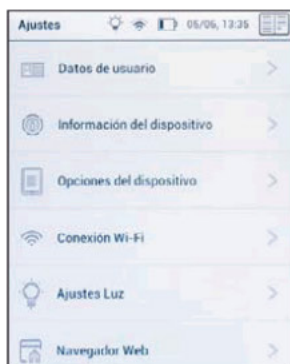 Ajustes 05/05, 13:35
Datos de usuario
Información del dispositivo
Opciones del dispositivo
Conexión Wi-Fi
Ajustes Luz
Navegador Web